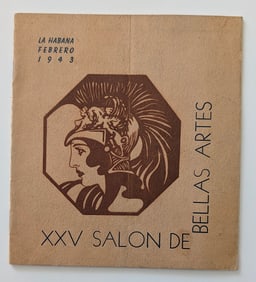 LA HABANA
FEBRERO
1943
XXV SALON DE
BELLAS ARTES